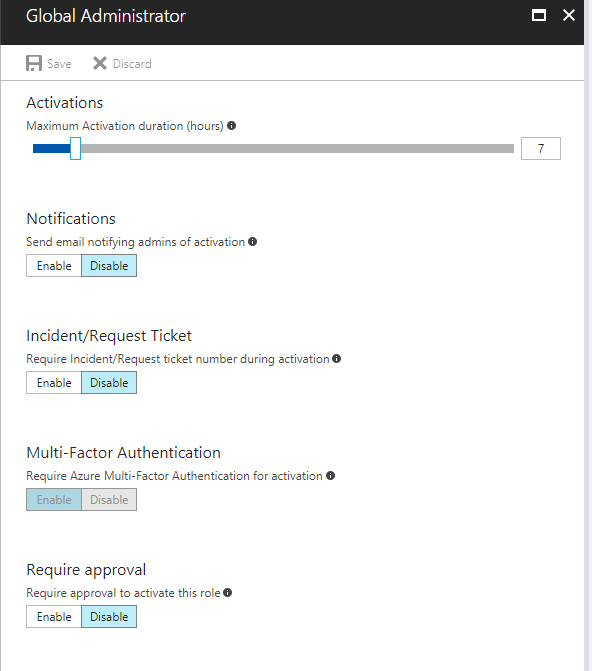 Global Administrator
Save Discard
Activations
Maximum Activation duration (hours)
7
Notifications
Send email notifying admins of activation
Enable Disable
Incident/Request Ticket
Require Incident/Request ticket number during activation
Enable Disable
Multi-Factor Authentication
Require Azure Multi-Factor Authentication for activation
Enable Disable
Require approval
Require approval to activate this role
Enable Disable